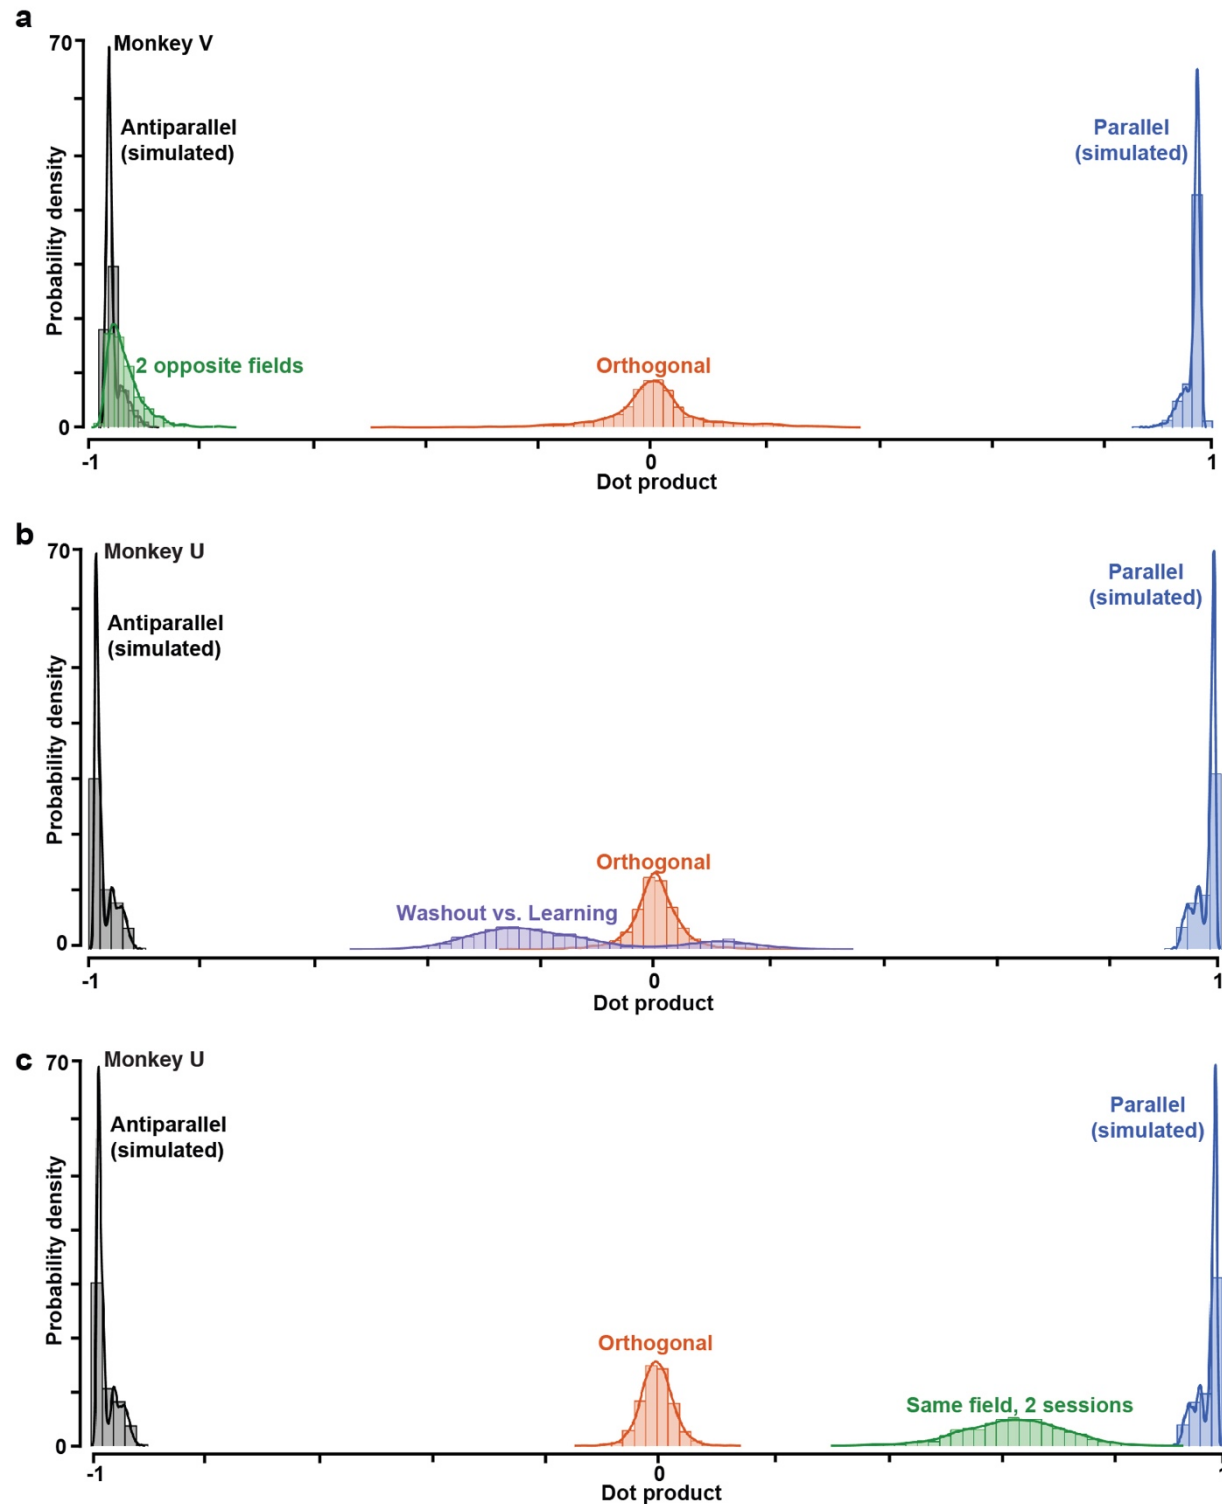 a
70
Monkey V
Antiparallel
(simulated)
Parallel
(simulated)
Probability density
2 opposite fields
Orthogonal
0
-1
0
1
Dot product
b
70
Monkey U
Antiparallel
(simulated)
Parallel
(simulated)
Probability density
Orthogonal
Washout vs. Learning
0
-1
0
1
Dot product
c
70
Monkey U
Antiparallel
(simulated)
Parallel
(simulated)
Probability density
Orthogonal
Same field, 2 sessions
0
-1
0
Dot product